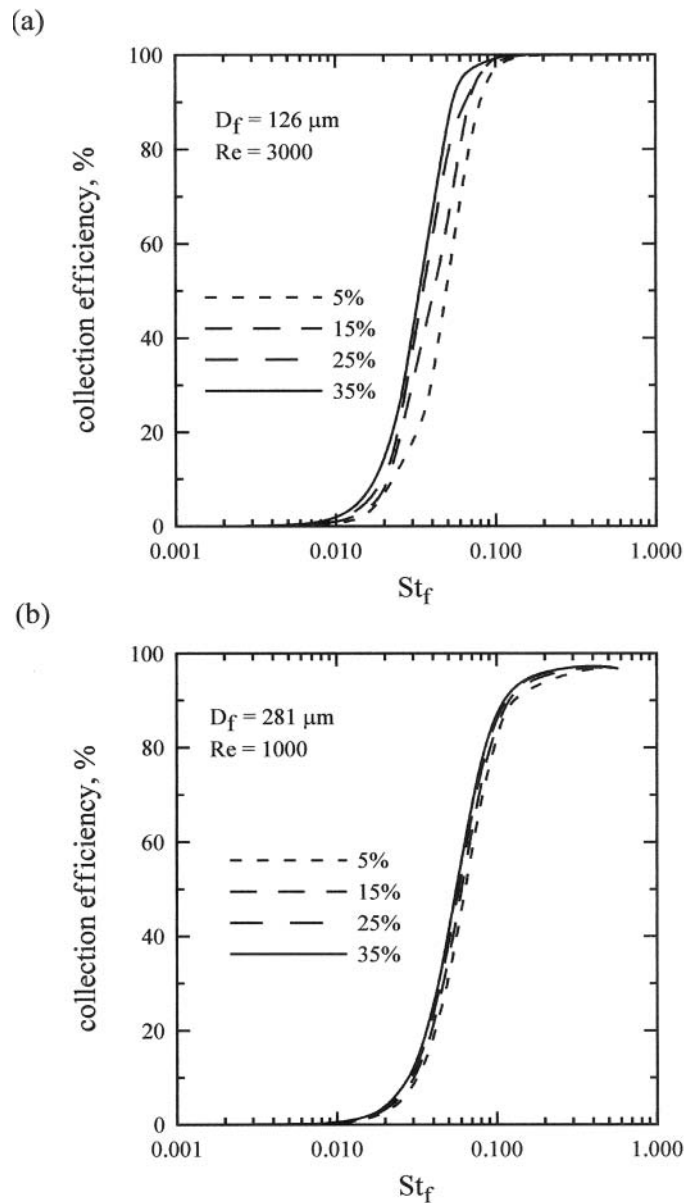 (a)
100
80
60
40
20
0
collection efficiency, %
D_f = 126 μm
Re = 3000
5%
15%
25%
35%
0.001 0.010 0.100 1.000
St_f
(b)
100
80
60
40
20
0
collection efficiency, %
D_f = 281 μm
Re = 1000
5%
15%
25%
35%
0.001 0.010 0.100 1.000
St_f